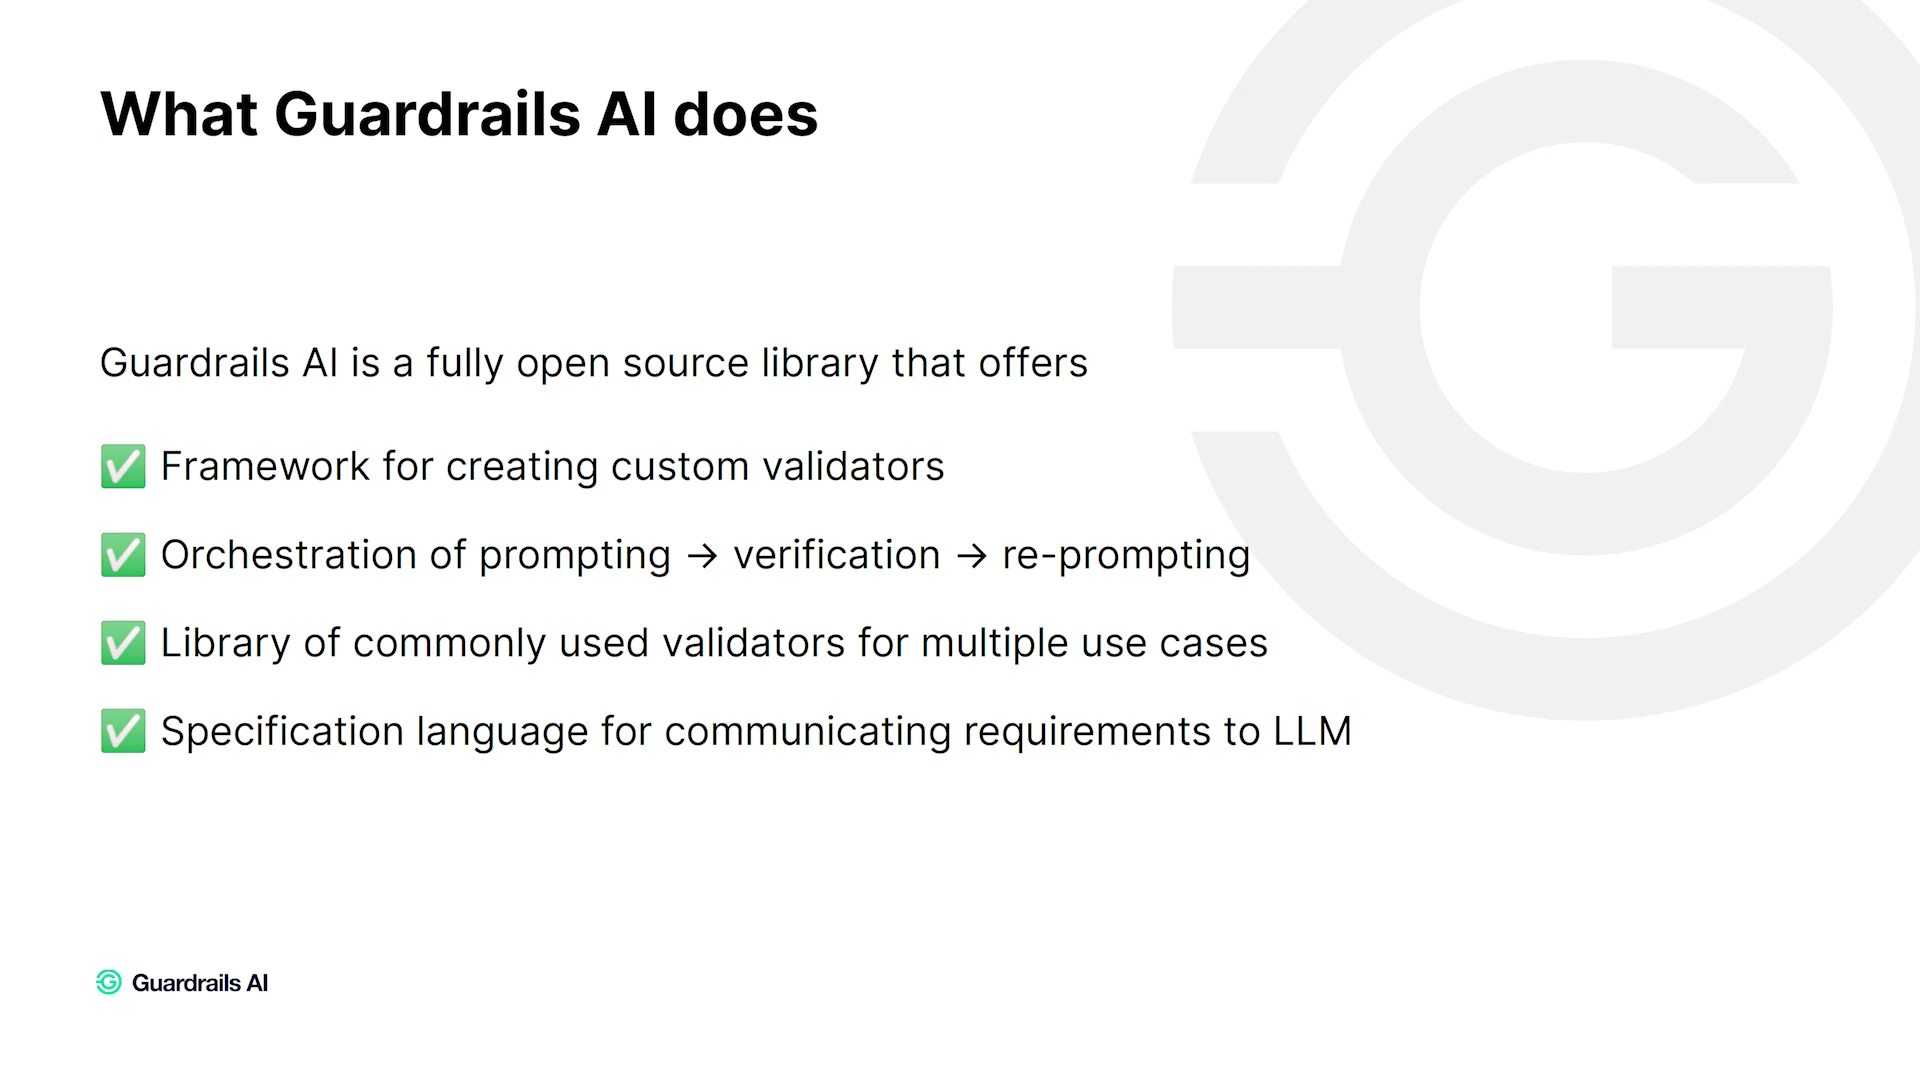 What Guardrails AI does
Guardrails AI is a fully open source library that offers
✅ Framework for creating custom validators
✅ Orchestration of prompting → verification → re-prompting
✅ Library of commonly used validators for multiple use cases
✅ Specification language for communicating requirements to LLM
Guardrails AI